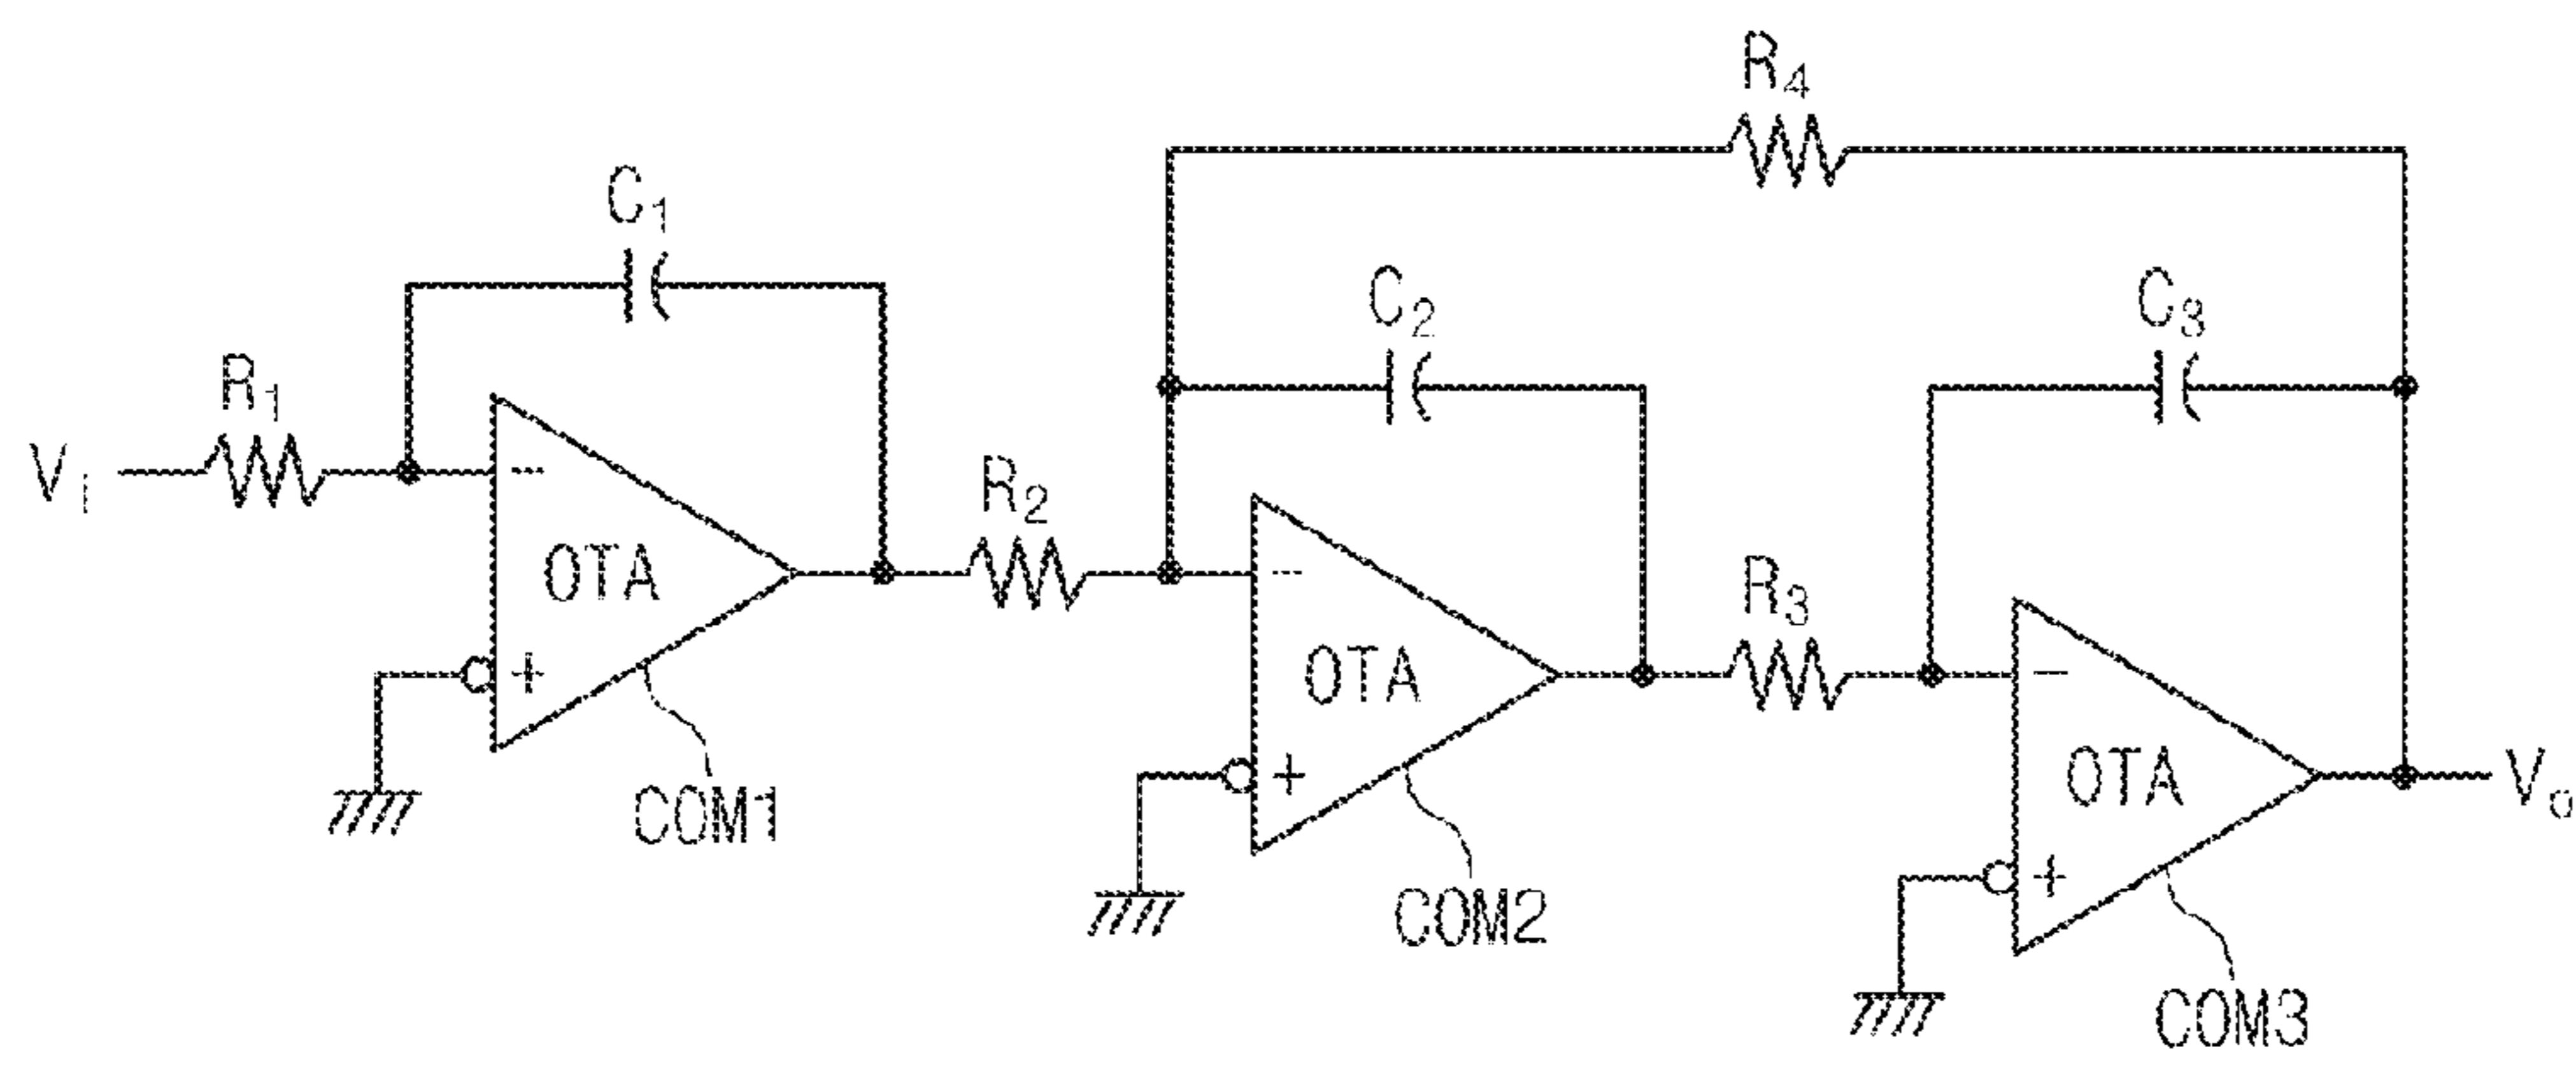 R₄
C₁
C₂
C₃
R₁
Vᵢ
−
R₂
OTA
−
+
R₃
OTA
−
COM1
+
OTA
Vₒ
COM2
+
COM3